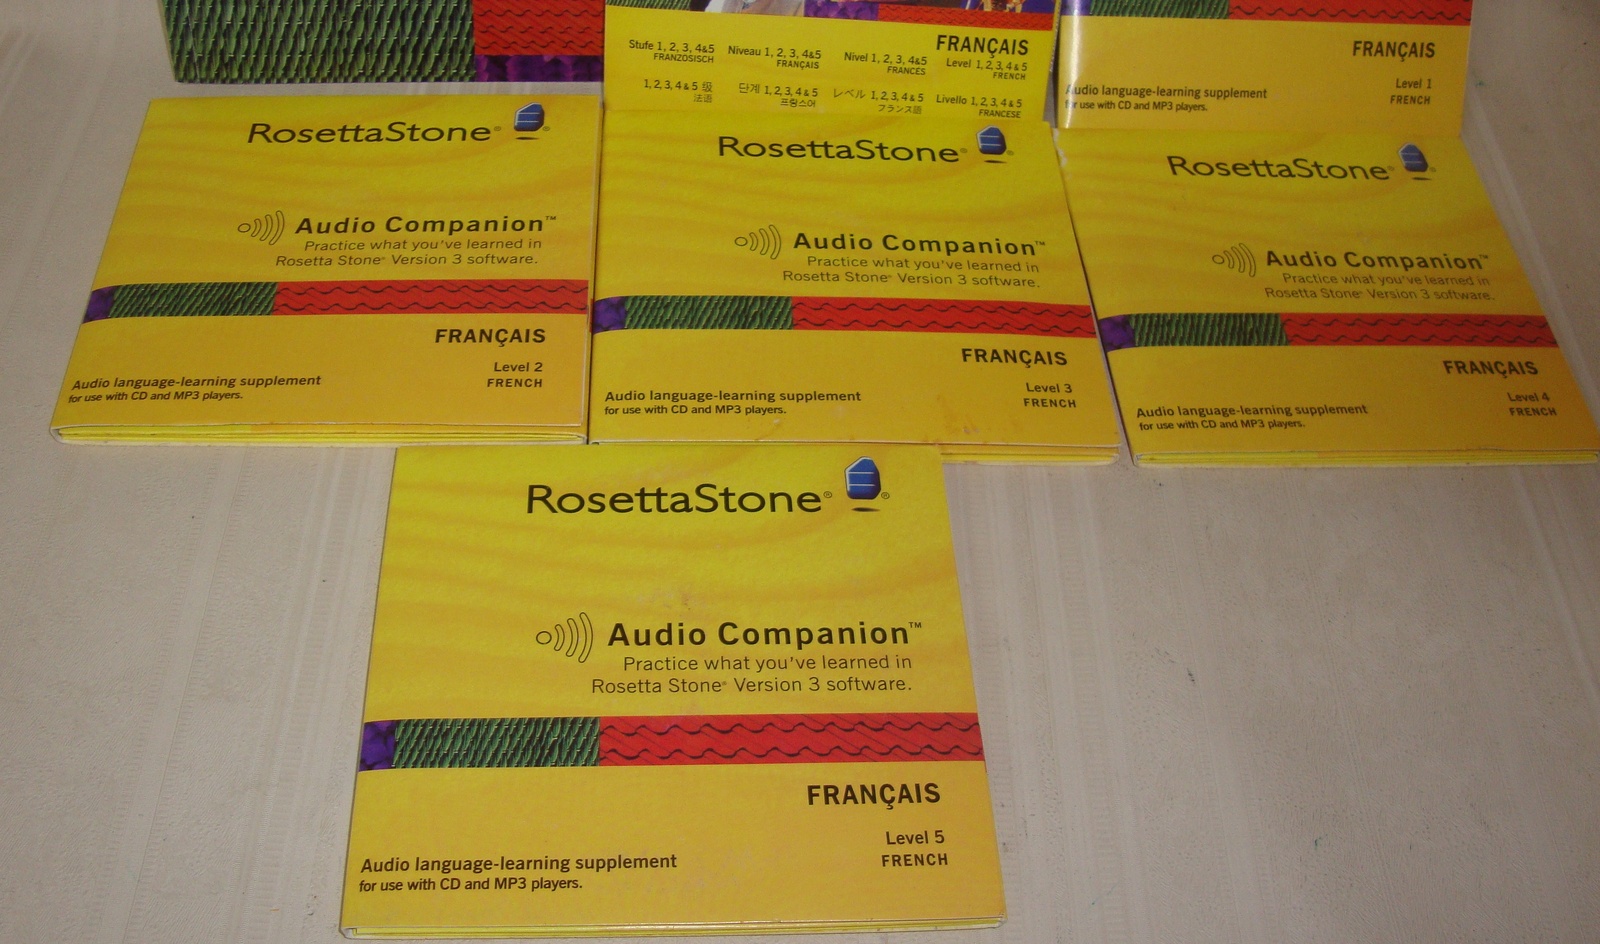 Stufe 1, 2, 3, 4&5
FRANZÖSISCH
Niveau 1, 2, 3, 4&5
FRANÇAIS
Nivel 1, 2, 3, 4&5
FRANCÉS
FRANÇAIS
Level 1, 2, 3, 4 & 5
FRENCH
1, 2, 3, 4 & 5 级
法语
단계 1, 2, 3, 4 & 5
프랑스어
レベル 1, 2, 3, 4 & 5
フランス語
Livello 1, 2, 3, 4 & 5
FRANCESE
FRANÇAIS
Level 1
FRENCH
Audio language-learning supplement
for use with CD and MP3 players.
RosettaStone®
Audio Companion™
Practice what you've learned in
Rosetta Stone® Version 3 software.
FRANÇAIS
Level 2
FRENCH
Audio language-learning supplement
for use with CD and MP3 players.
RosettaStone®
Audio Companion™
Practice what you've learned in
Rosetta Stone® Version 3 software.
FRANÇAIS
Level 3
FRENCH
Audio language-learning supplement
for use with CD and MP3 players.
RosettaStone®
Audio Companion™
Practice what you've learned in
Rosetta Stone® Version 3 software.
FRANÇAIS
Level 4
FRENCH
Audio language-learning supplement
for use with CD and MP3 players.
RosettaStone®
Audio Companion™
Practice what you've learned in
Rosetta Stone® Version 3 software.
FRANÇAIS
Level 5
FRENCH
Audio language-learning supplement
for use with CD and MP3 players.